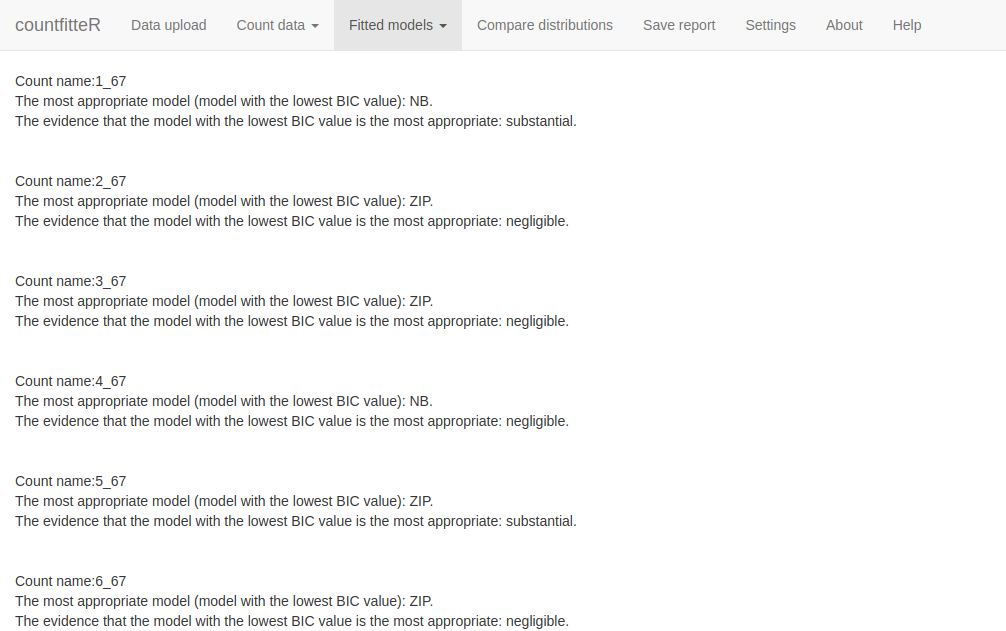 countfitteR Data upload Count data Fitted models Compare distributions Save report Settings About Help
Count name:1_67
The most appropriate model (model with the lowest BIC value): NB.
The evidence that the model with the lowest BIC value is the most appropriate: substantial.
Count name:2_67
The most appropriate model (model with the lowest BIC value): ZIP.
The evidence that the model with the lowest BIC value is the most appropriate: negligible.
Count name:3_67
The most appropriate model (model with the lowest BIC value): ZIP.
The evidence that the model with the lowest BIC value is the most appropriate: negligible.
Count name:4_67
The most appropriate model (model with the lowest BIC value): NB.
The evidence that the model with the lowest BIC value is the most appropriate: negligible.
Count name:5_67
The most appropriate model (model with the lowest BIC value): ZIP.
The evidence that the model with the lowest BIC value is the most appropriate: substantial.
Count name:6_67
The most appropriate model (model with the lowest BIC value): ZIP.
The evidence that the model with the lowest BIC value is the most appropriate: negligible.